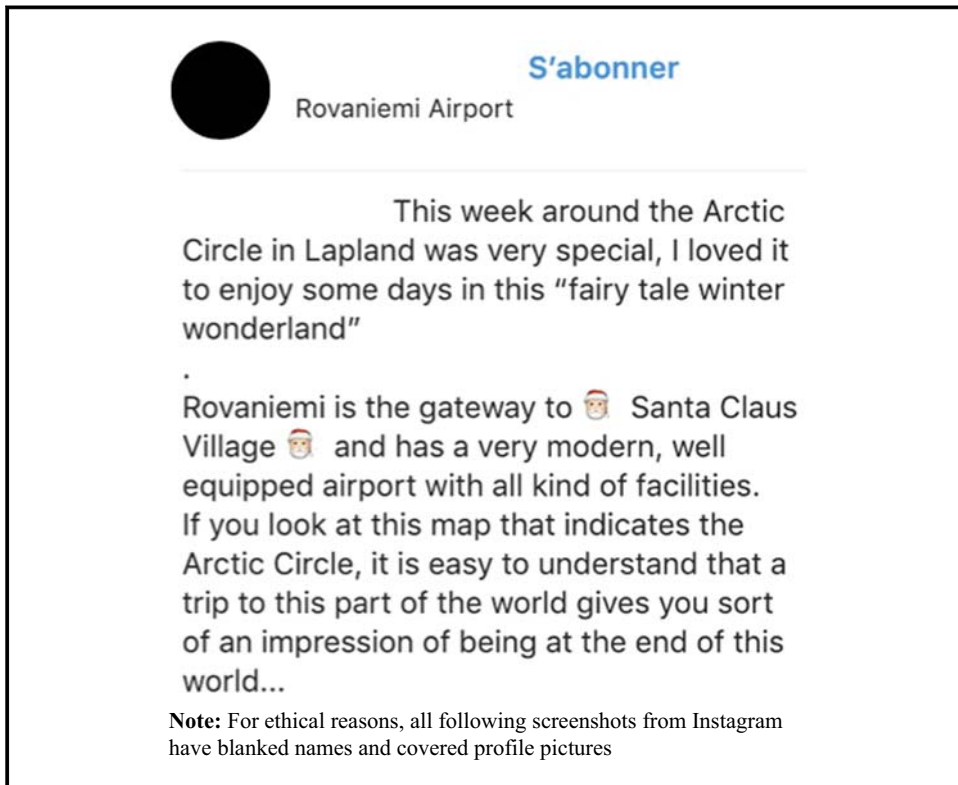 S'abonner
Rovaniemi Airport
This week around the Arctic
Circle in Lapland was very special, I loved it
to enjoy some days in this “fairy tale winter
wonderland”
.
Rovaniemi is the gateway to 🎅🏻 Santa Claus
Village 🎅🏻 and has a very modern, well
equipped airport with all kind of facilities.
If you look at this map that indicates the
Arctic Circle, it is easy to understand that a
trip to this part of the world gives you sort
of an impression of being at the end of this
world...
Note: For ethical reasons, all following screenshots from Instagram
have blanked names and covered profile pictures